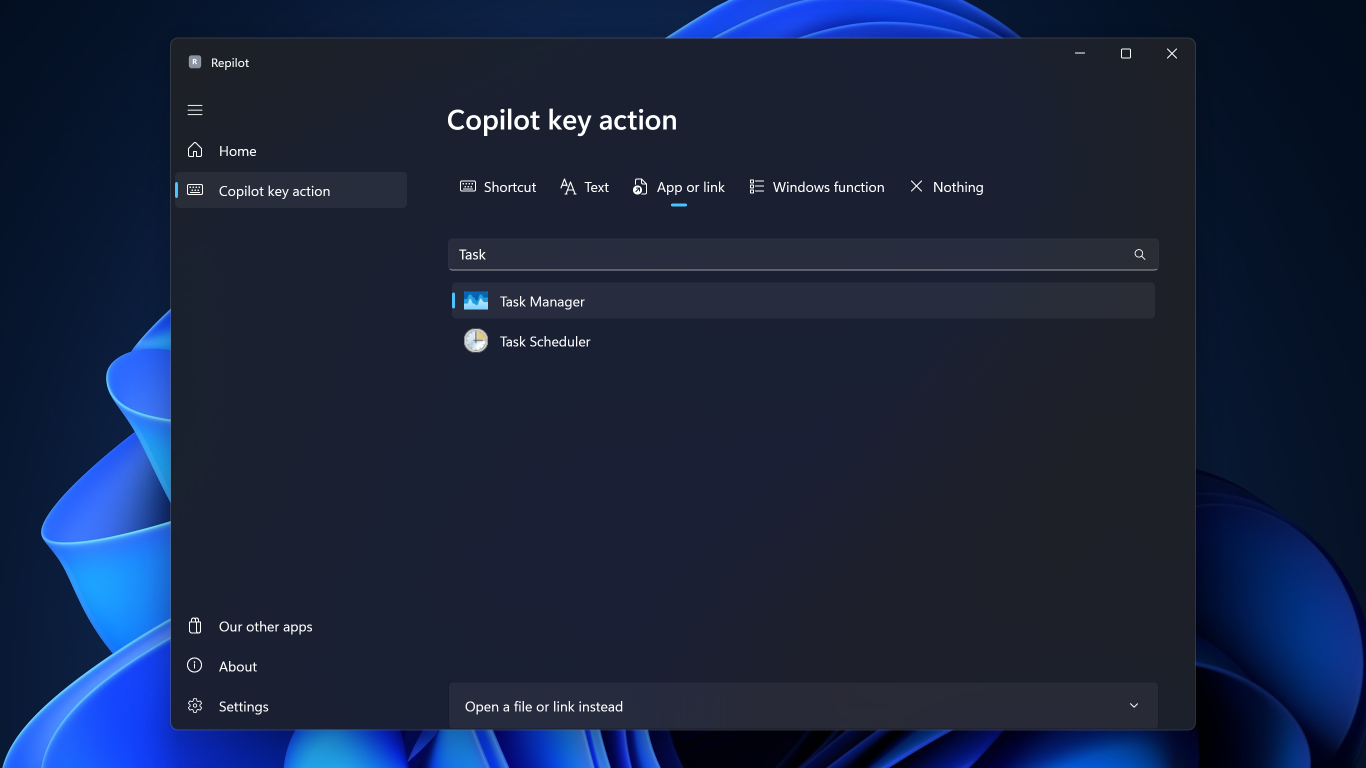 Repilot
Home
Copilot key action
Our other apps
About
Settings
Copilot key action
Shortcut
Text
App or link
Windows function
Nothing
Task
Task Manager
Task Scheduler
Open a file or link instead